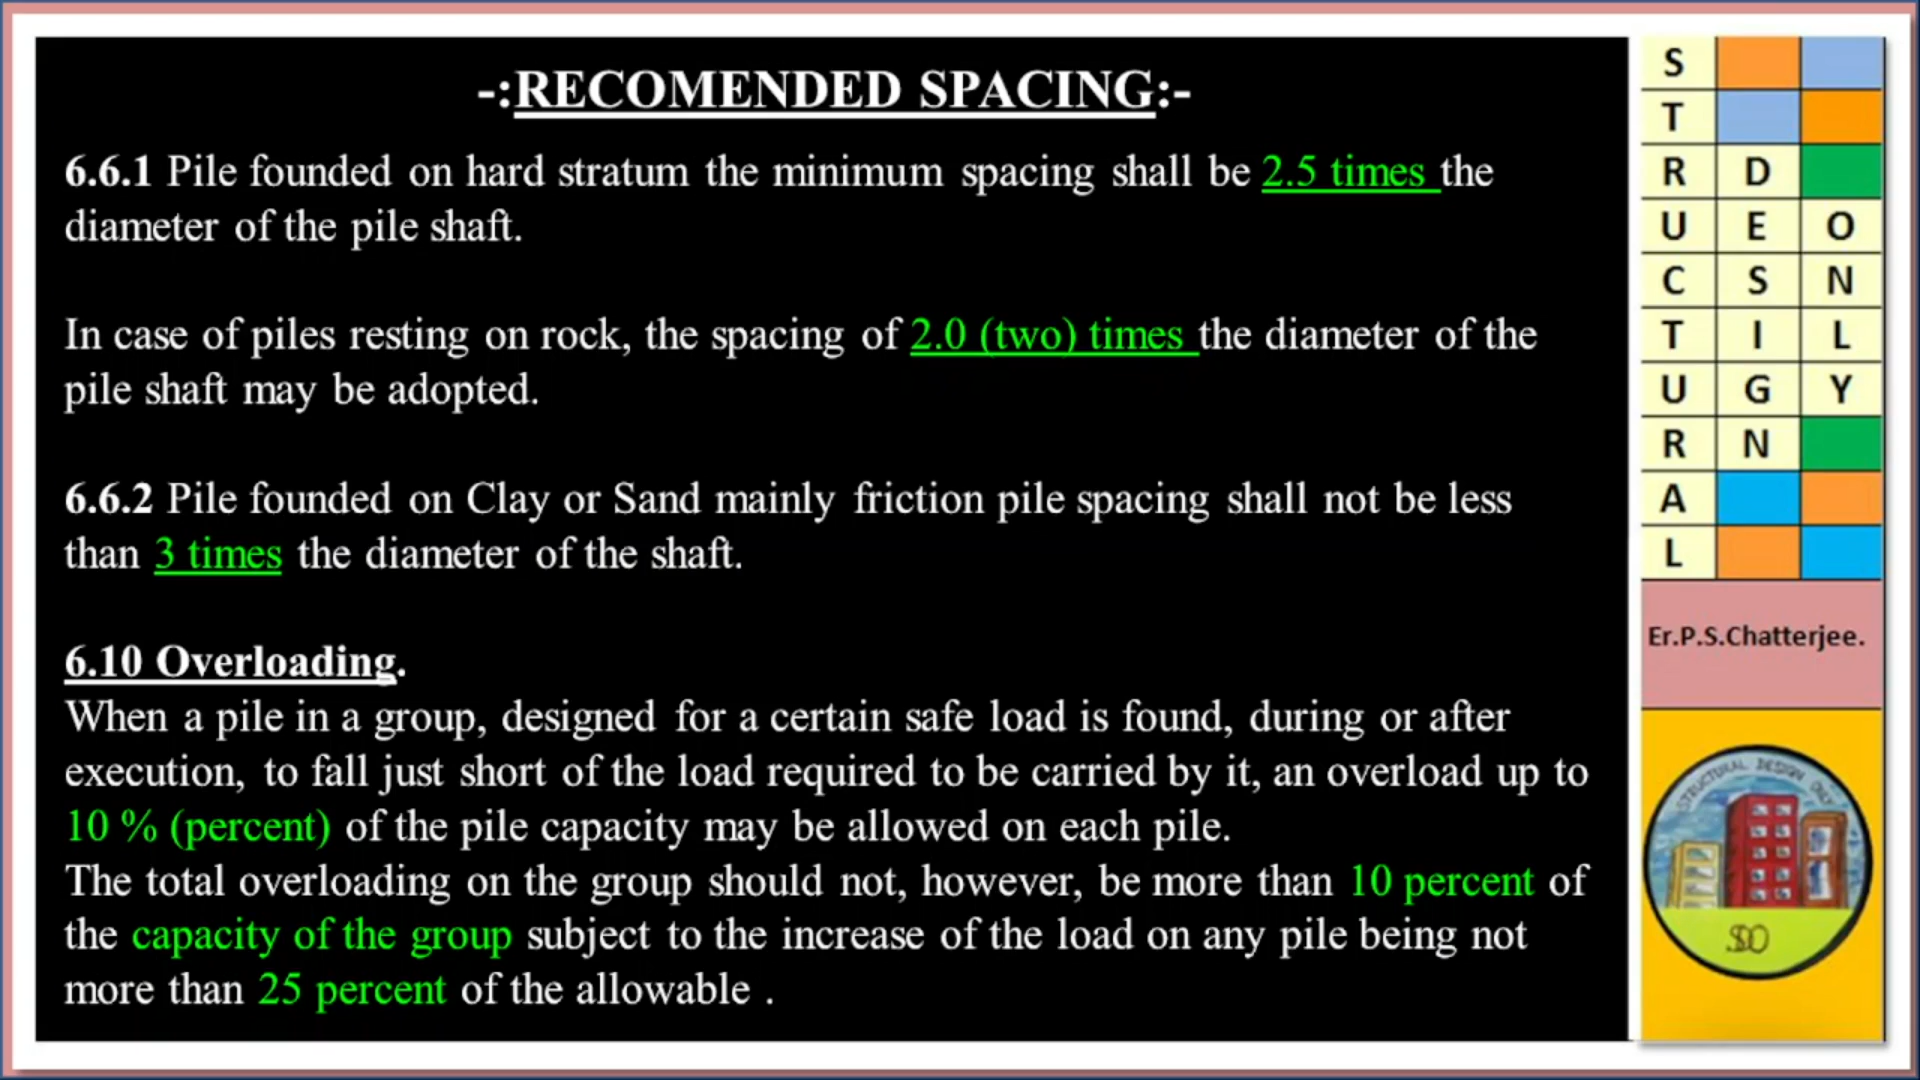 -:RECOMENDED SPACING:-
6.6.1 Pile founded on hard stratum the minimum spacing shall be 2.5 times the
diameter of the pile shaft.
In case of piles resting on rock, the spacing of 2.0 (two) times the diameter of the
pile shaft may be adopted.
6.6.2 Pile founded on Clay or Sand mainly friction pile spacing shall not be less
than 3 times the diameter of the shaft.
6.10 Overloading.
When a pile in a group, designed for a certain safe load is found, during or after
execution, to fall just short of the load required to be carried by it, an overload up to
10 % (percent) of the pile capacity may be allowed on each pile.
The total overloading on the group should not, however, be more than 10 percent of
the capacity of the group subject to the increase of the load on any pile being not
more than 25 percent of the allowable .
STRUCTURAL
DESIGN
ONLY
Er.P.S.Chatterjee.
STRUCTURAL DESIGN ONLY
SDO